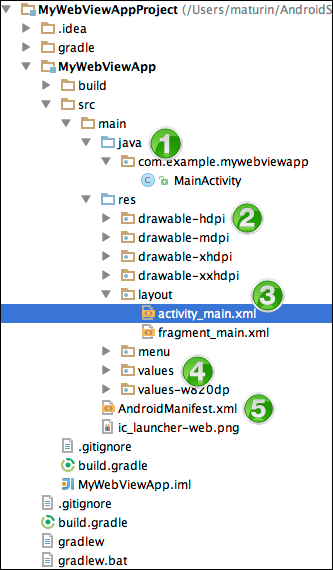 MyWebViewAppProject (/Users/maturin/AndroidS
.idea
gradle
MyWebViewApp
build
src
main
java 1
com.example.mywebviewapp
C MainActivity
res
drawable-hdpi 2
drawable-mdpi
drawable-xhdpi
drawable-xxhdpi
layout 3
activity_main.xml
fragment_main.xml
menu
values 4
values-w820dp
AndroidManifest.xml 5
ic_launcher-web.png
.gitignore
build.gradle
MyWebViewApp.iml
.gitignore
build.gradle
gradlew
gradlew.bat